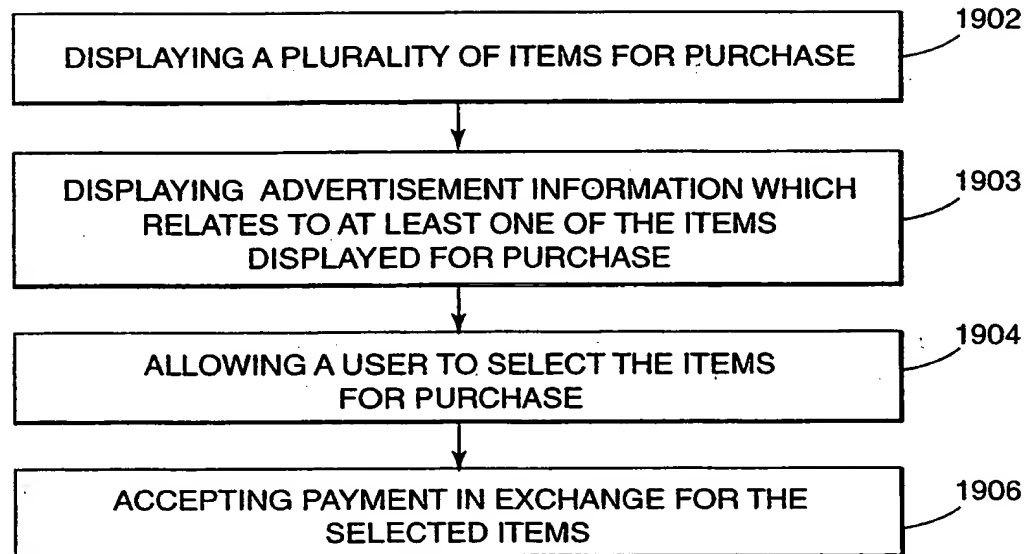 1902
DISPLAYING A PLURALITY OF ITEMS FOR PURCHASE
DISPLAYING ADVERTISEMENT INFORMATION WHICH
RELATES TO AT LEAST ONE OF THE ITEMS
DISPLAYED FOR PURCHASE
1903
ALLOWING A USER TO SELECT THE ITEMS
FOR PURCHASE
1904
ACCEPTING PAYMENT IN EXCHANGE FOR THE
SELECTED ITEMS
1906